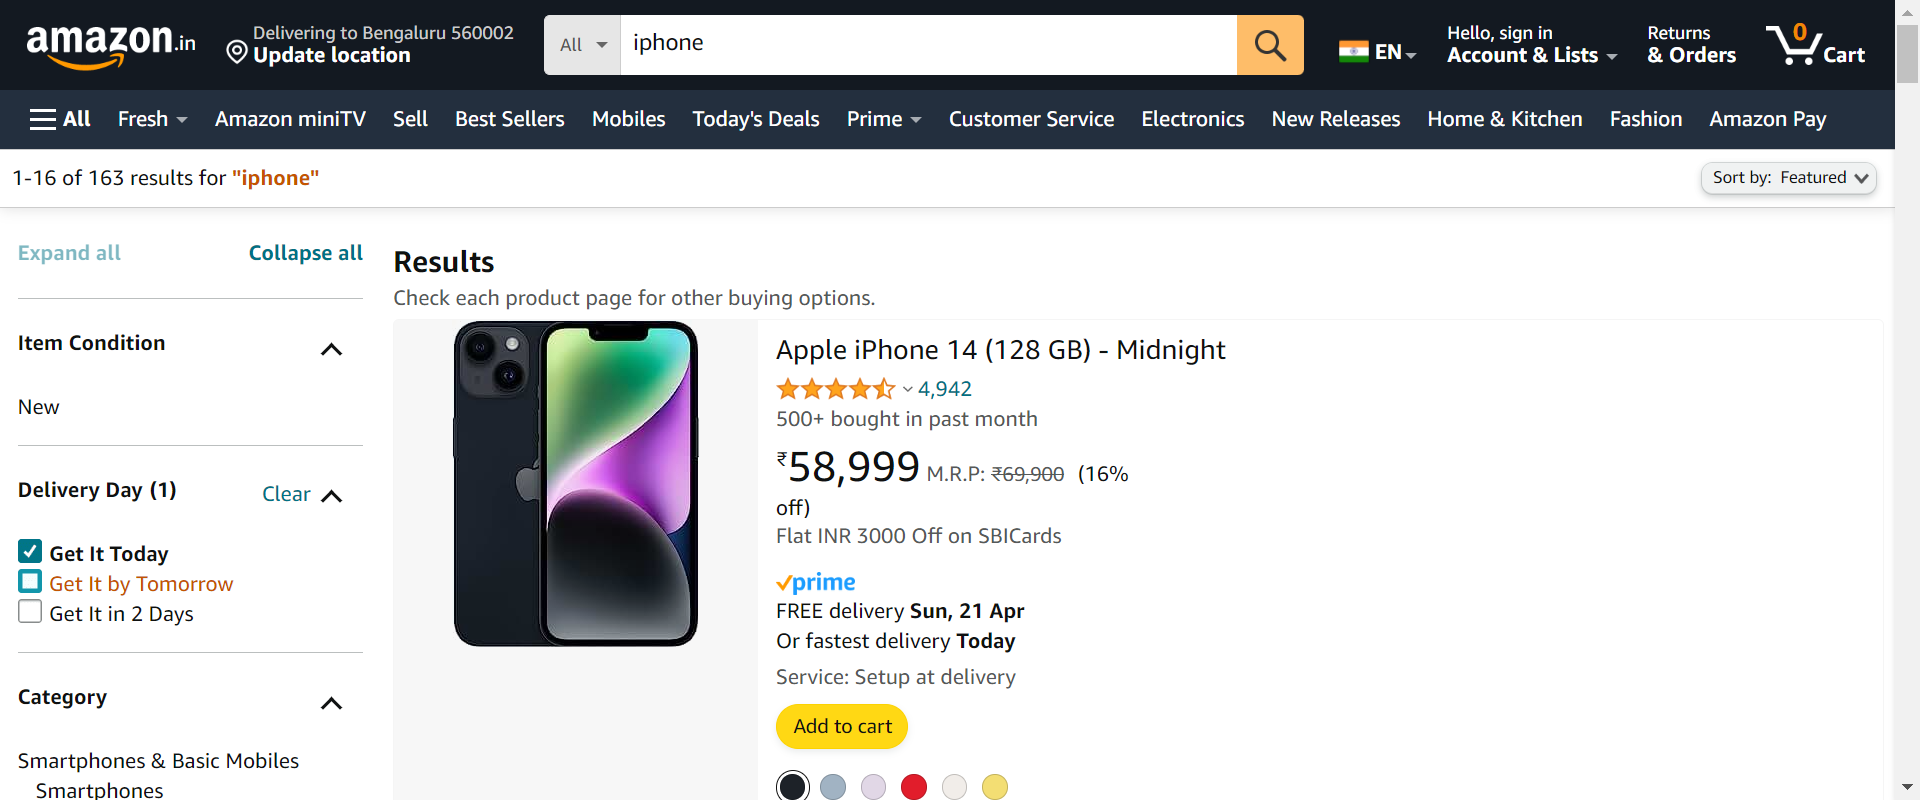 amazon.in
Delivering to Bengaluru 560002
Update location
All
iphone
EN
Hello, sign in
Account & Lists
Returns
& Orders
0
Cart
All
Fresh
Amazon miniTV
Sell
Best Sellers
Mobiles
Today's Deals
Prime
Customer Service
Electronics
New Releases
Home & Kitchen
Fashion
Amazon Pay
1-16 of 163 results for "iphone"
Sort by: Featured
Expand all
Collapse all
Item Condition
New
Delivery Day (1)
Clear
Get It Today
Get It by Tomorrow
Get It in 2 Days
Category
Smartphones & Basic Mobiles
Smartphones
Results
Check each product page for other buying options.
Apple iPhone 14 (128 GB) - Midnight
4,942
500+ bought in past month
₹58,999 M.R.P: ₹69,900 (16%
off)
Flat INR 3000 Off on SBICards
prime
FREE delivery Sun, 21 Apr
Or fastest delivery Today
Service: Setup at delivery
Add to cart